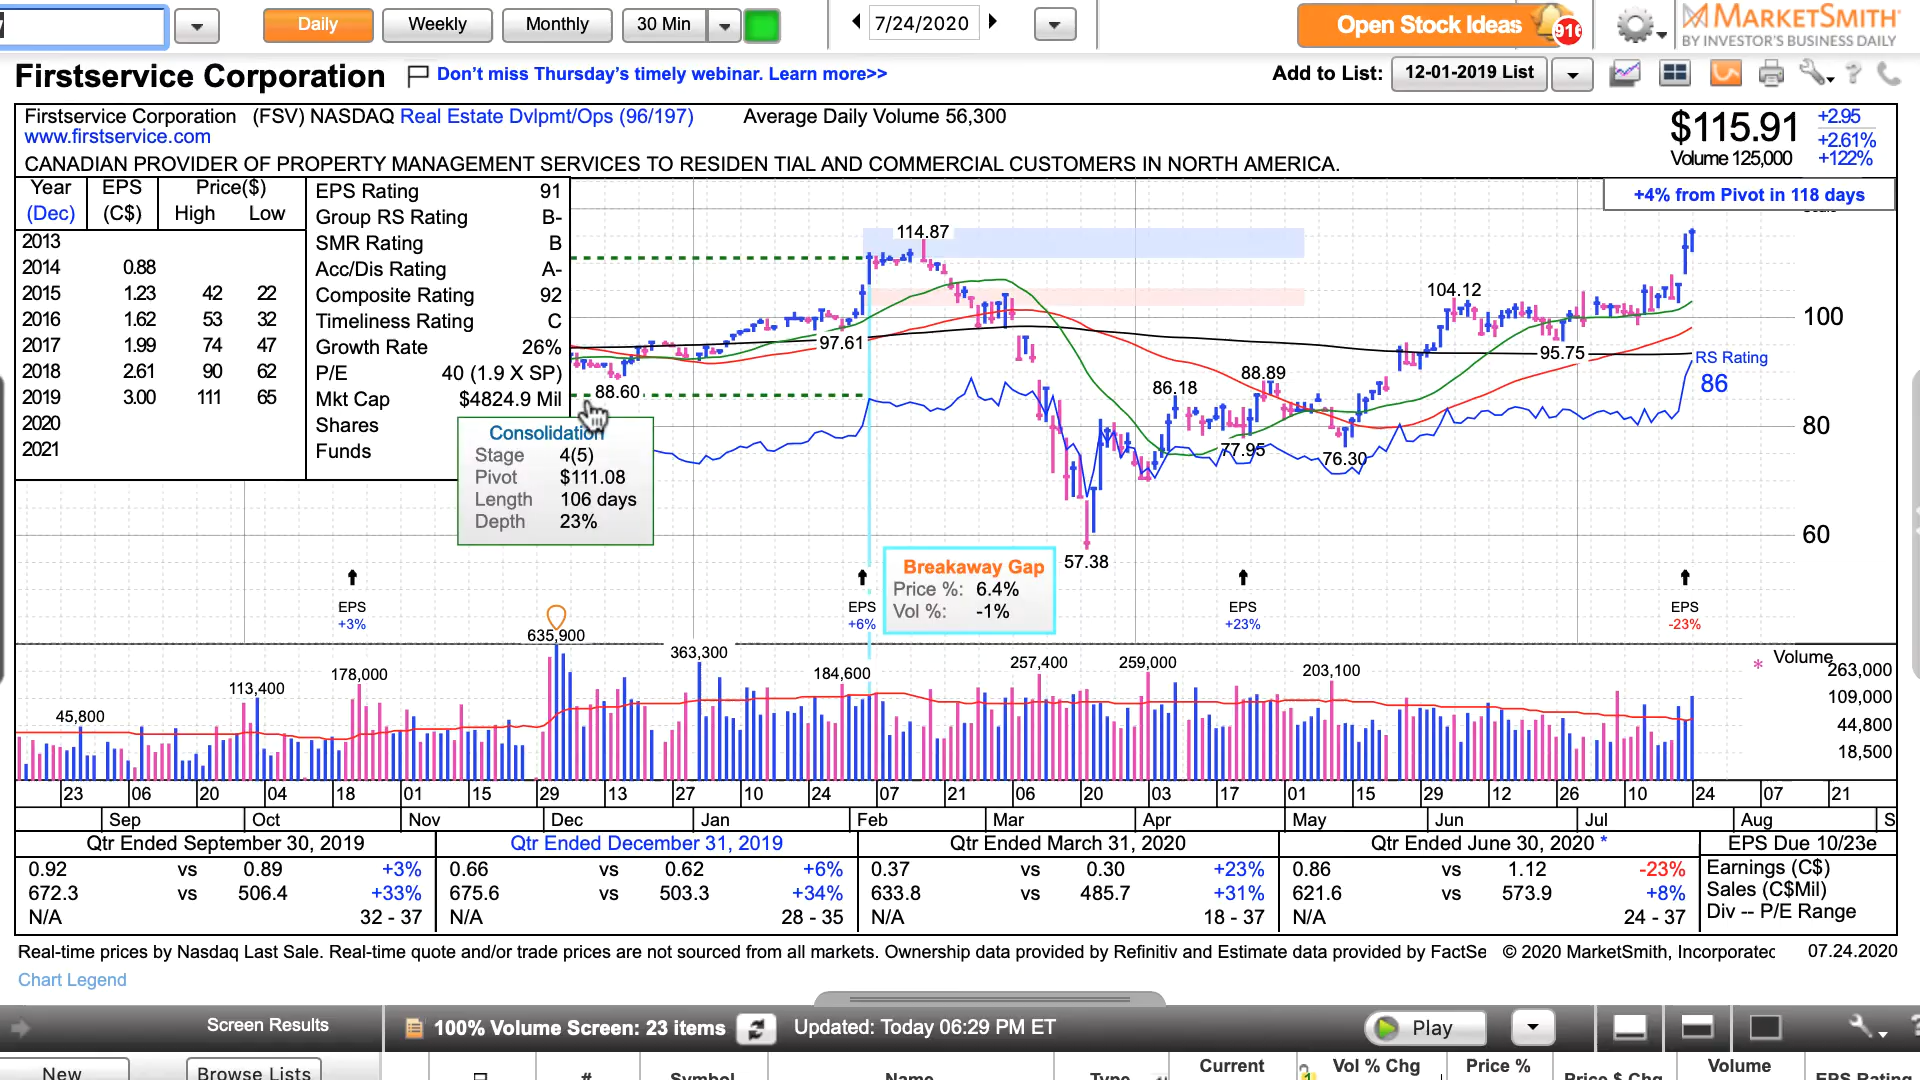 Daily
Weekly
Monthly
30 Min
7/24/2020
Open Stock Ideas
916
MARKETSMITH
BY INVESTOR'S BUSINESS DAILY
Firstservice Corporation
Don't miss Thursday's timely webinar. Learn more>>
Add to List:
12-01-2019 List
Firstservice Corporation (FSV) NASDAQ Real Estate Dvlpmt/Ops (96/197) Average Daily Volume 56,300
www.firstservice.com
CANADIAN PROVIDER OF PROPERTY MANAGEMENT SERVICES TO RESIDEN TIAL AND COMMERCIAL CUSTOMERS IN NORTH AMERICA.
$115.91
Volume 125,000
+2.95
+2.61%
+122%
+4% from Pivot in 118 days
Year EPS Price($)
(Dec) (C$) High Low
2013
2014 0.88
2015 1.23 42 22
2016 1.62 53 32
2017 1.99 74 47
2018 2.61 90 62
2019 3.00 111 65
2020
2021
EPS Rating 91
Group RS Rating B-
SMR Rating B
Acc/Dis Rating A-
Composite Rating 92
Timeliness Rating C
Growth Rate 26%
P/E 40 (1.9 X SP)
Mkt Cap $4824.9 Mil
Shares
Funds
Consolidation
Stage 4(5)
Pivot $111.08
Length 106 days
Depth 23%
88.60
97.61
114.87
57.38
86.18
77.95
88.89
76.30
104.12
95.75
RS Rating
86
100
80
60
Breakaway Gap
Price %: 6.4%
Vol %: -1%
EPS
+3%
EPS
+6%
EPS
+23%
EPS
-23%
45,800
113,400
178,000
635,900
363,300
184,600
257,400
259,000
203,100
* Volume
263,000
109,000
44,800
18,500
23 06 20 04 18 01 15 29 13 27 10 24 07 21 06 20 03 17 01 15 29 12 26 10 24 07 21
Sep Oct Nov Dec Jan Feb Mar Apr May Jun Jul Aug S
Qtr Ended September 30, 2019
0.92 vs 0.89 +3%
672.3 vs 506.4 +33%
N/A 32 - 37
Qtr Ended December 31, 2019
0.66 vs 0.62 +6%
675.6 vs 503.3 +34%
N/A 28 - 35
Qtr Ended March 31, 2020
0.37 vs 0.30 +23%
633.8 vs 485.7 +31%
N/A 18 - 37
Qtr Ended June 30, 2020 *
0.86 vs 1.12 -23%
621.6 vs 573.9 +8%
N/A 24 - 37
EPS Due 10/23e
Earnings (C$)
Sales (C$Mil)
Div -- P/E Range
Real-time prices by Nasdaq Last Sale. Real-time quote and/or trade prices are not sourced from all markets. Ownership data provided by Refinitiv and Estimate data provided by FactSe © 2020 MarketSmith, Incorporated 07.24.2020
Chart Legend
Screen Results
100% Volume Screen: 23 items
Updated: Today 06:29 PM ET
Play
New
Browse Lists
# Symbol Name Type Current Vol % Chg Price % Price $ Chg Volume EPS Rating